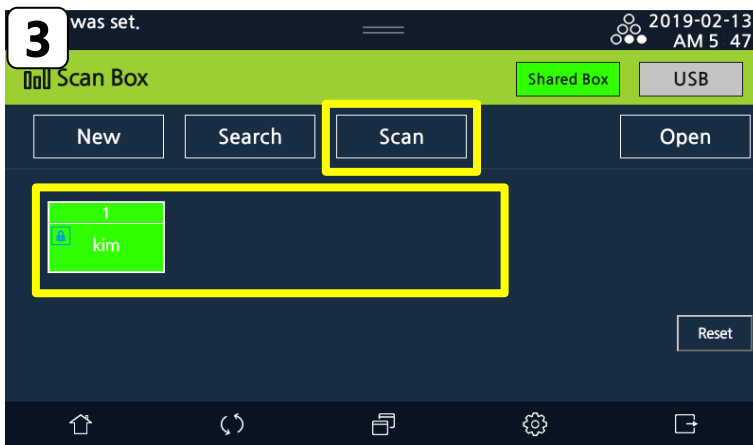 3
was set.
2019-02-13
AM 5 47
Scan Box
Shared Box
USB
New
Search
Scan
Open
1
kim
Reset